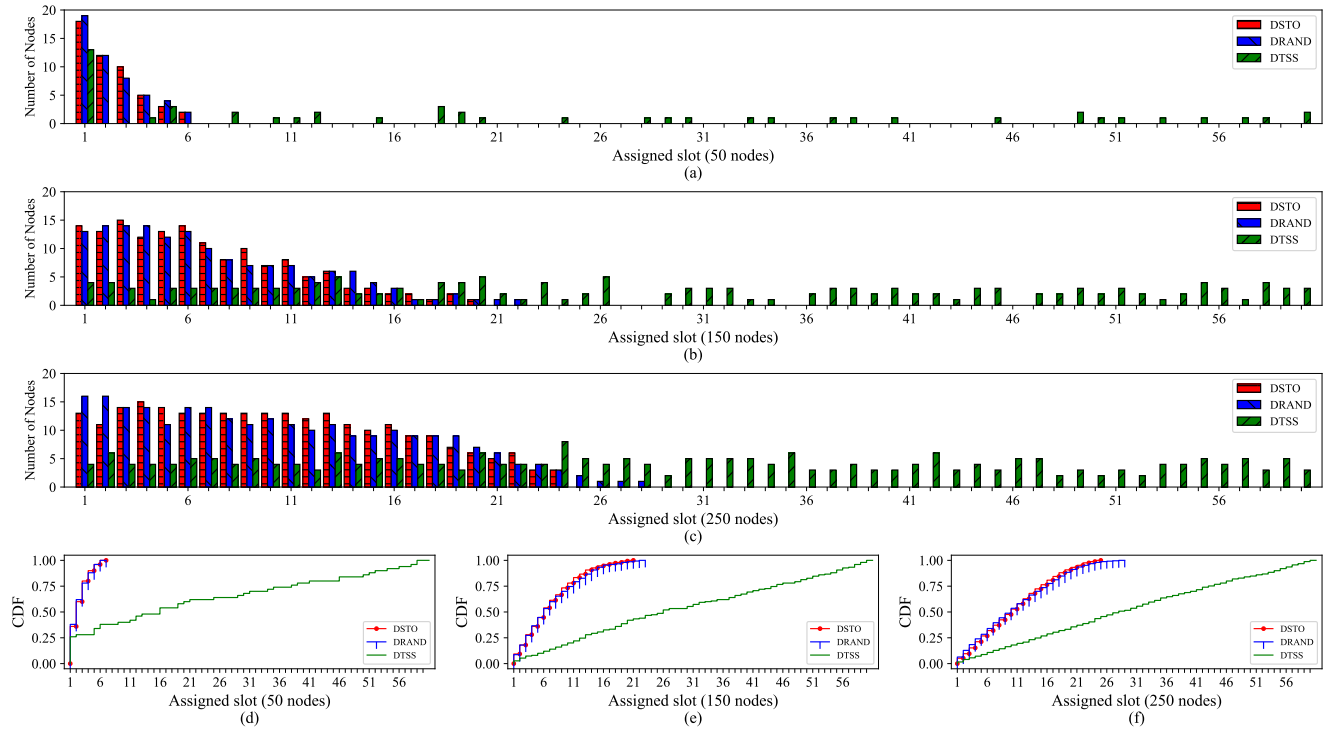 20
15
10
5
0
Number of Nodes
DSTO
DRAND
DTSS
1 6 11 16 21 26 31 36 41 46 51 56
Assigned slot (50 nodes)
(a)
20
15
10
5
0
Number of Nodes
DSTO
DRAND
DTSS
1 6 11 16 21 26 31 36 41 46 51 56
Assigned slot (150 nodes)
(b)
20
15
10
5
0
Number of Nodes
DSTO
DRAND
DTSS
1 6 11 16 21 26 31 36 41 46 51 56
Assigned slot (250 nodes)
(c)
1.00
0.75
0.50
0.25
0.00
CDF
DSTO
DRAND
DTSS
1 6 11 16 21 26 31 36 41 46 51 56
Assigned slot (50 nodes)
(d)
1.00
0.75
0.50
0.25
0.00
CDF
DSTO
DRAND
DTSS
1 6 11 16 21 26 31 36 41 46 51 56
Assigned slot (150 nodes)
(e)
1.00
0.75
0.50
0.25
0.00
CDF
DSTO
DRAND
DTSS
1 6 11 16 21 26 31 36 41 46 51 56
Assigned slot (250 nodes)
(f)